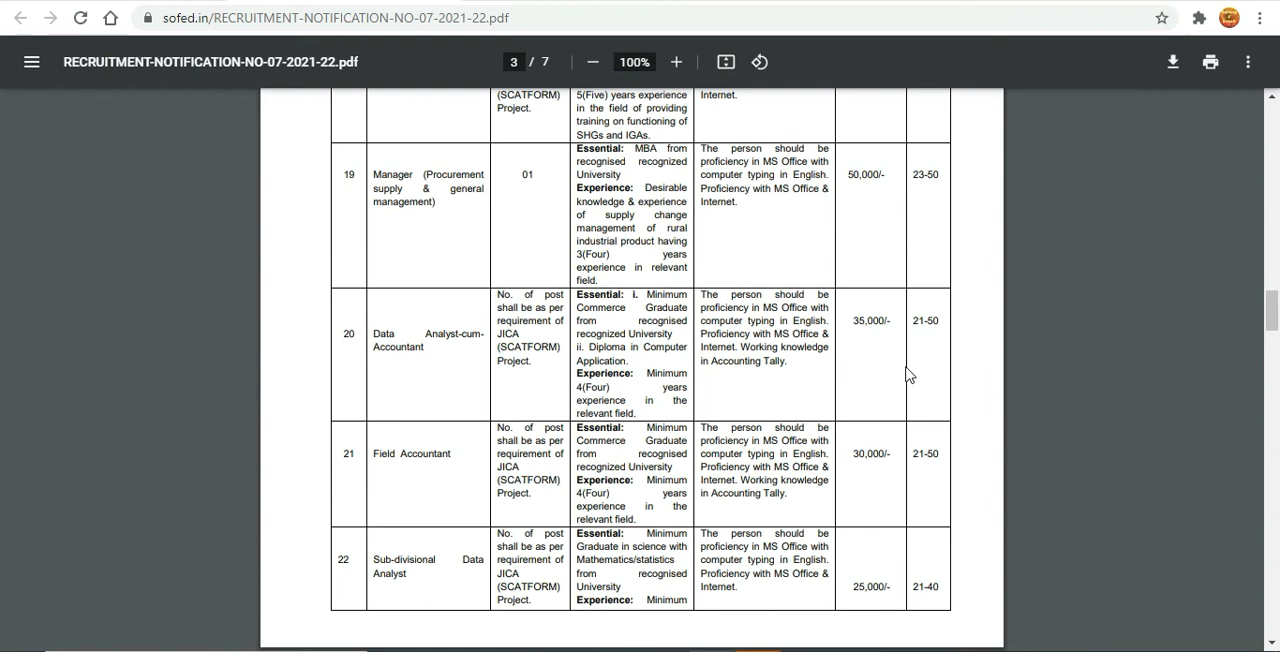 sofed.in/RECRUITMENT-NOTIFICATION-NO-07-2021-22.pdf
RECRUITMENT-NOTIFICATION-NO-07-2021-22.pdf
3 / 7
100%
(SCATFORM)
Project.
5(Five) years experience
in the field of providing
training on functioning of
SHGs and IGAs.
Internet.
19
Manager (Procurement
supply & general
management)
01
Essential: MBA from
recognised recognized
University
Experience: Desirable
knowledge & experience
of supply change
management of rural
industrial product having
3(Four) years
experience in relevant
field.
The person should be
proficiency in MS Office with
computer typing in English.
Proficiency with MS Office &
Internet.
50,000/-
23-50
20
Data Analyst-cum-
Accountant
No. of post
shall be as per
requirement of
JICA
(SCATFORM)
Project.
Essential: i. Minimum
Commerce Graduate
from recognised
recognized University
ii. Diploma in Computer
Application.
Experience: Minimum
4(Four) years
experience in the
relevant field.
The person should be
proficiency in MS Office with
computer typing in English.
Proficiency with MS Office &
Internet. Working knowledge
in Accounting Tally.
35,000/-
21-50
21
Field Accountant
No. of post
shall be as per
requirement of
JICA
(SCATFORM)
Project.
Essential: Minimum
Commerce Graduate
from recognised
recognized University
Experience: Minimum
4(Four) years
experience in the
relevant field.
The person should be
proficiency in MS Office with
computer typing in English.
Proficiency with MS Office &
Internet. Working knowledge
in Accounting Tally.
30,000/-
21-50
22
Sub-divisional Data
Analyst
No. of post
shall be as per
requirement of
JICA
(SCATFORM)
Project.
Essential: Minimum
Graduate in science with
Mathematics/statistics
from recognised
University
Experience: Minimum
The person should be
proficiency in MS Office with
computer typing in English.
Proficiency with MS Office &
Internet.
25,000/-
21-40